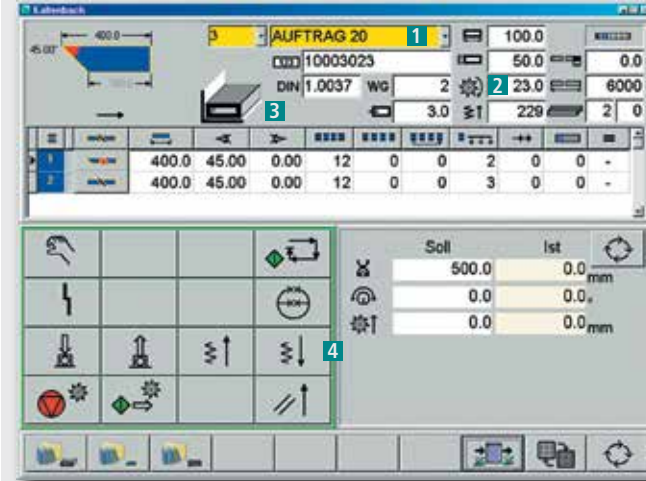 Kaltenbach
400.0
45.00
3 AUFTRAG 20 1 100.0
123 10003023 50.0 0.0
DIN 1.0037 WG 2 2 23.0 6000
3 3.0 229 2 0
1 400.0 45.00 0.00 12 0 0 2 0 0 -
2 400.0 45.00 0.00 12 0 0 3 0 0 -
Soll Ist
500.0 0.0 mm
0.0 0.0 °
0.0 0.0 mm
4